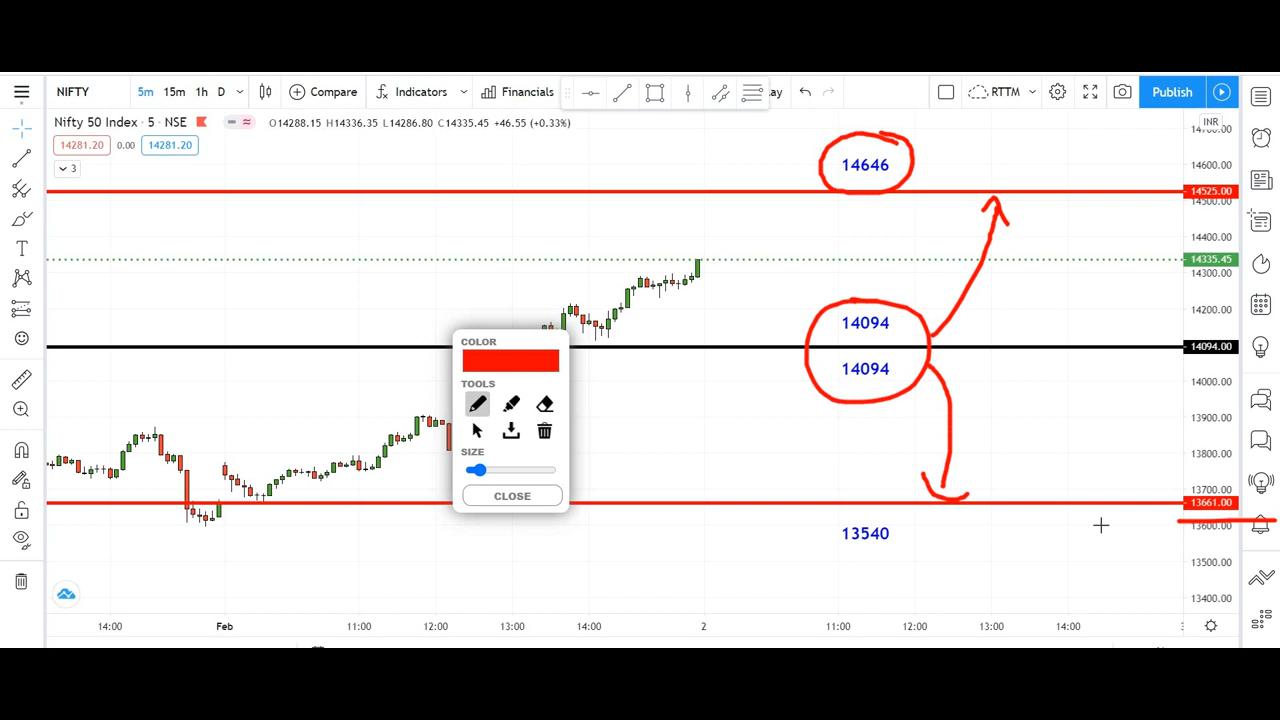 NIFTY 5m 15m 1h D Compare Indicators Financials ay RTTM Publish
Nifty 50 Index · 5 · NSE O14288.15 H14336.35 L14286.80 C14335.45 +46.55 (+0.33%) INR
14281.20 0.00 14281.20
3
14646
14600.00
14525.00
14500.00
14400.00
14335.45
14300.00
14200.00
14094
14094.00
14094
14000.00
13900.00
13800.00
13700.00
13661.00
13600.00
13540
13500.00
13400.00
COLOR
TOOLS
SIZE
CLOSE
14:00 Feb 11:00 12:00 13:00 14:00 2 11:00 12:00 13:00 14:00